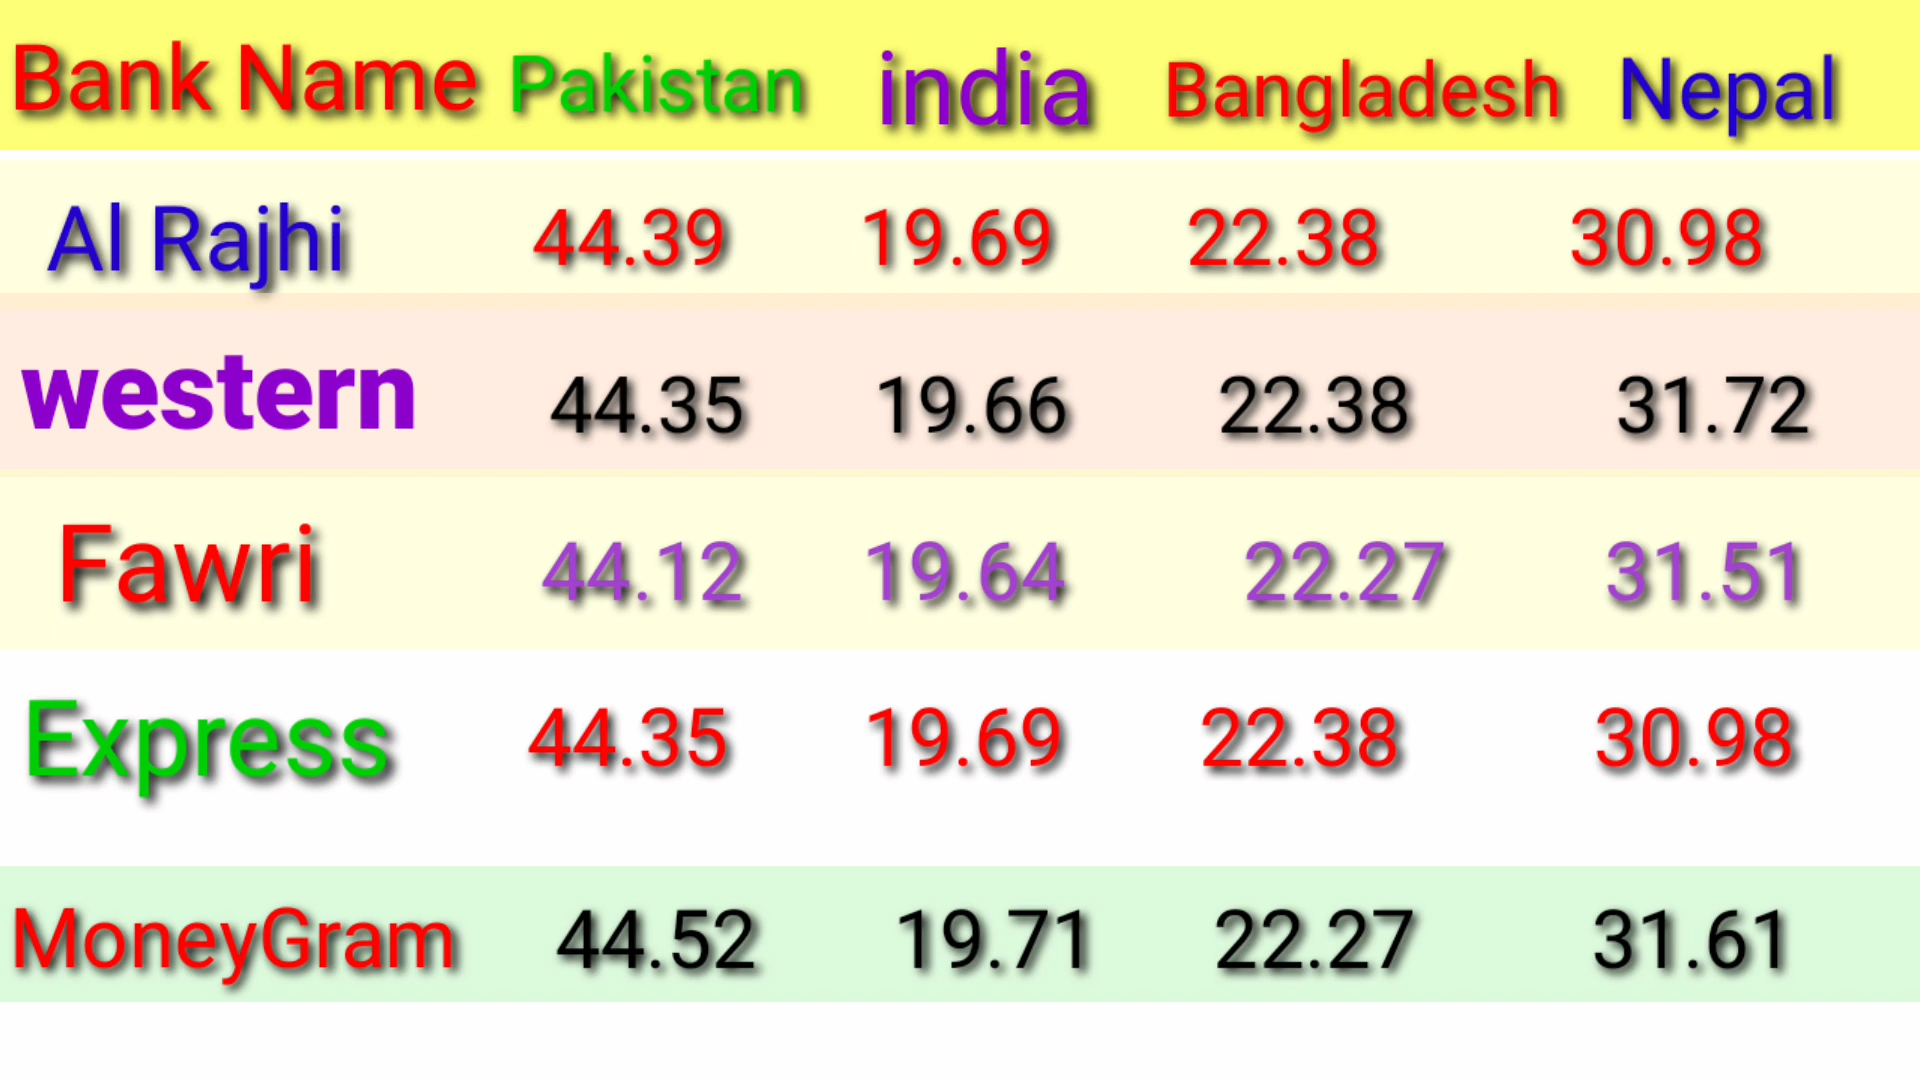 Bank Name Pakistan india Bangladesh Nepal
Al Rajhi 44.39 19.69 22.38 30.98
western 44.35 19.66 22.38 31.72
Fawri 44.12 19.64 22.27 31.51
Express 44.35 19.69 22.38 30.98
MoneyGram 44.52 19.71 22.27 31.61